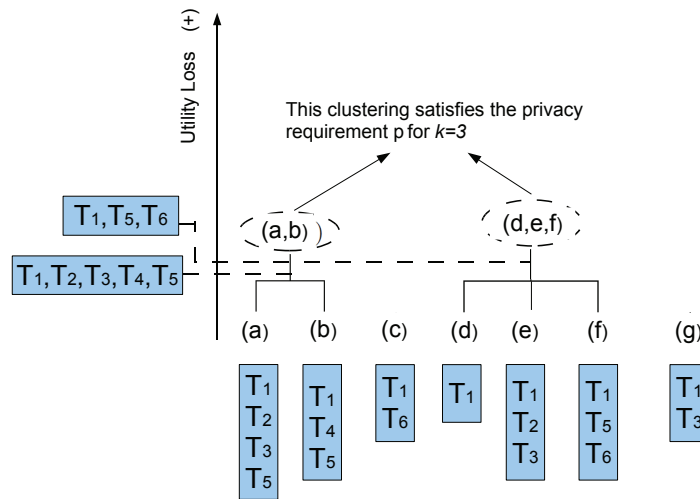 (+)
Utility Loss
This clustering satisfies the privacy
requirement p for k=3
T1,T5,T6
(a,b) )
(d,e,f)
T1,T2,T3,T4,T5
(a) (b) (c) (d) (e) (f) (g)
T1
T2
T3
T5
T1
T4
T5
T1
T6
T1
T1
T2
T3
T1
T5
T6
T1
T3